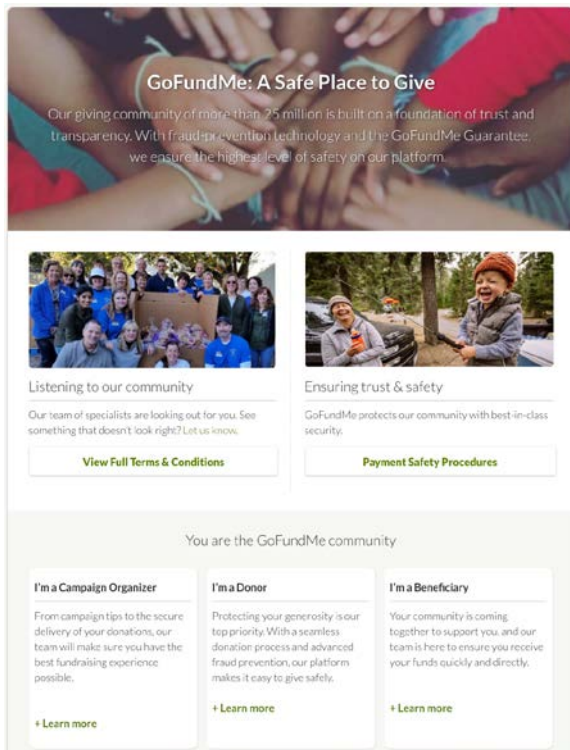 GoFundMe: A Safe Place to Give
Our giving community of more than 25 million is built on a foundation of trust and
transparency. With fraud-prevention technology and the GoFundMe Guarantee,
we ensure the highest level of safety on our platform.
Listening to our community
Our team of specialists are looking out for you. See
something that doesn't look right? Let us know.
View Full Terms & Conditions
Ensuring trust & safety
GoFundMe protects our community with best-in-class
security.
Payment Safety Procedures
You are the GoFundMe community
I'm a Campaign Organizer
From campaign tips to the secure
delivery of your donations, our
team will make sure you have the
best fundraising experience
possible.
+ Learn more
I'm a Donor
Protecting your generosity is our
top priority. With a seamless
donation process and advanced
fraud prevention, our platform
makes it easy to give safely.
+ Learn more
I'm a Beneficiary
Your community is coming
together to support you, and our
team is here to ensure you receive
your funds quickly and directly.
+ Learn more